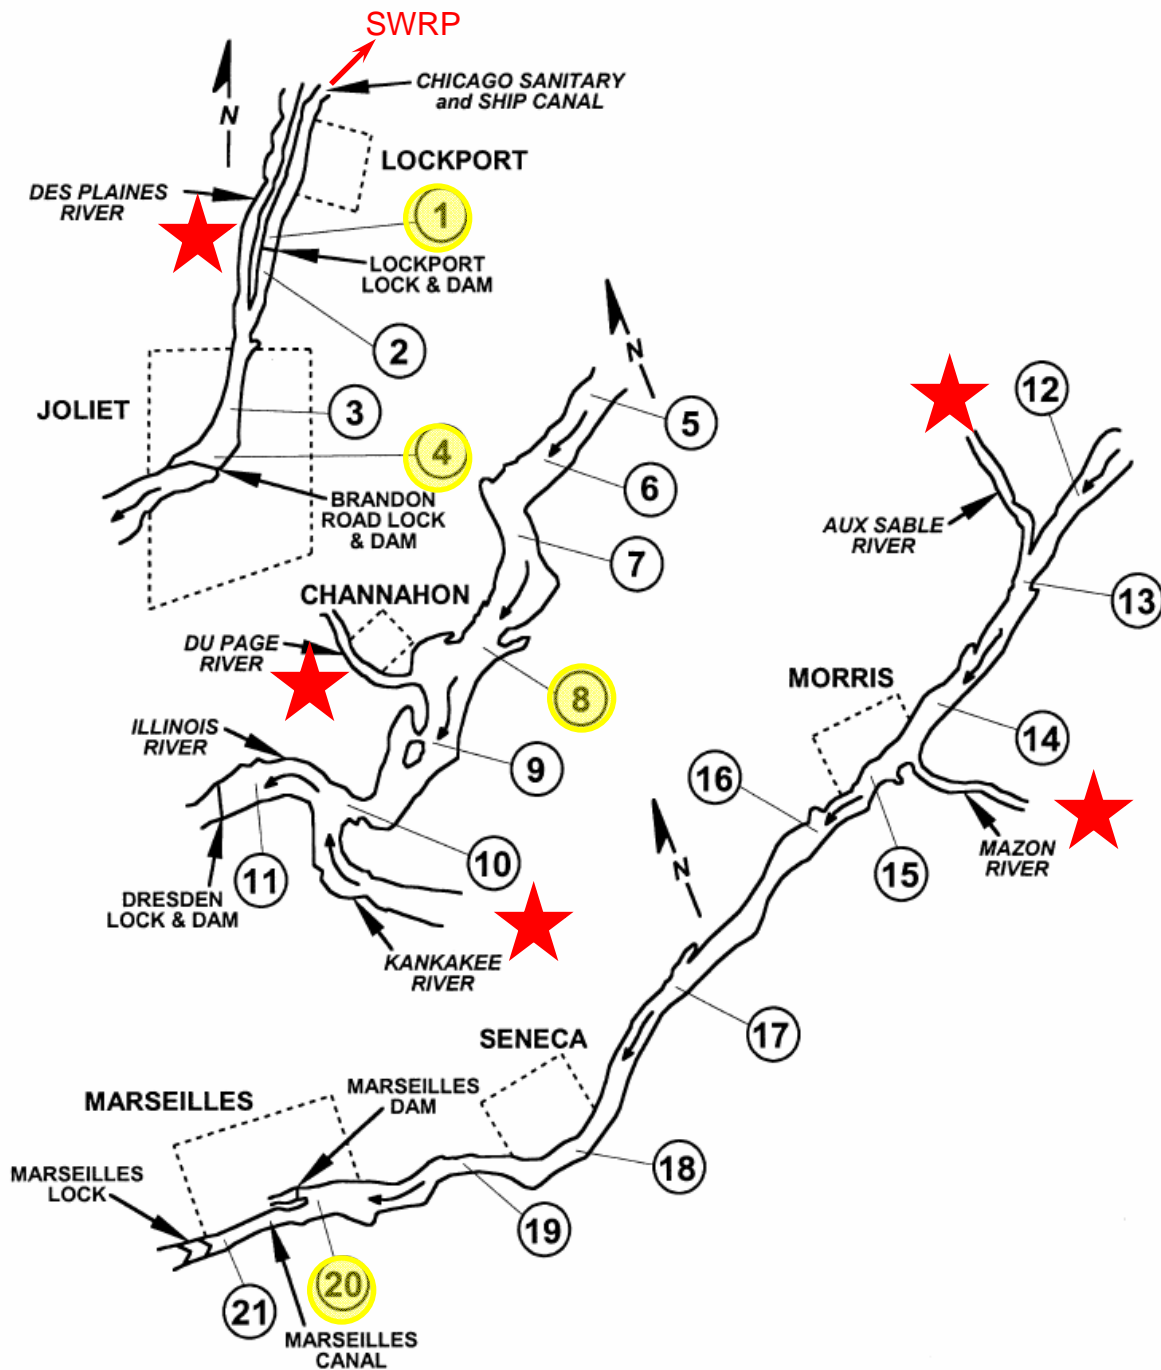 SWRP
CHICAGO SANITARY
and SHIP CANAL
N
LOCKPORT
DES PLAINES
RIVER
1
LOCKPORT
LOCK & DAM
2
JOLIET
3
4
BRANDON
ROAD LOCK
& DAM
N
5
6
7
CHANNAHON
DU PAGE
RIVER
8
ILLINOIS
RIVER
9
10
11
DRESDEN
LOCK & DAM
KANKAKEE
RIVER
12
AUX SABLE
RIVER
13
MORRIS
14
16
15
MAZON
RIVER
N
17
SENECA
MARSEILLES
DAM
MARSEILLES
18
MARSEILLES
LOCK
19
20
21
MARSEILLES
CANAL